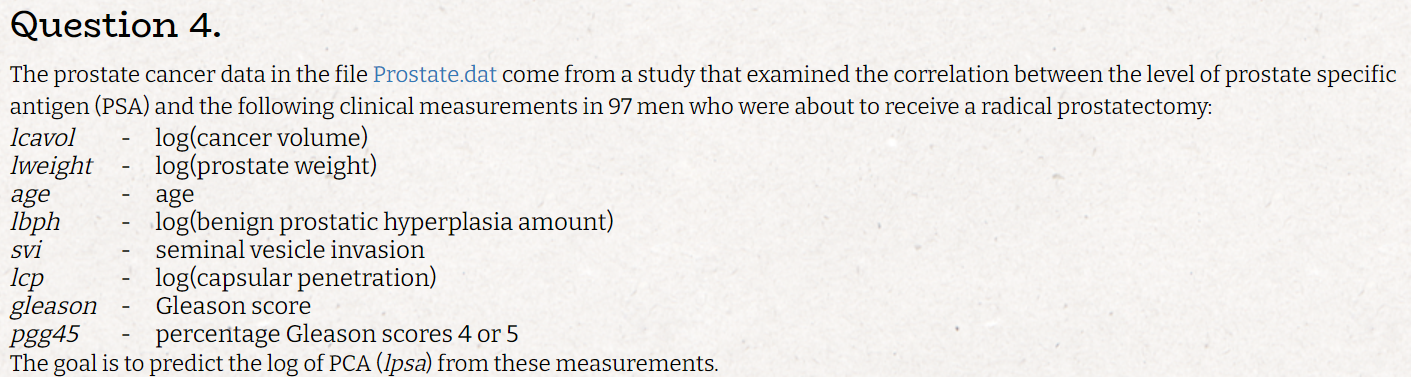 Question 4.
The prostate cancer data in the file Prostate.dat come from a study that examined the correlation between the level of prostate specific
antigen (PSA) and the following clinical measurements in 97 men who were about to receive a radical prostatectomy:
lcavol - log(cancer volume)
lweight - log(prostate weight)
age - age
lbph - log(benign prostatic hyperplasia amount)
svi - seminal vesicle invasion
lcp - log(capsular penetration)
gleason - Gleason score
pgg45 - percentage Gleason scores 4 or 5
The goal is to predict the log of PCA (lpsa) from these measurements.